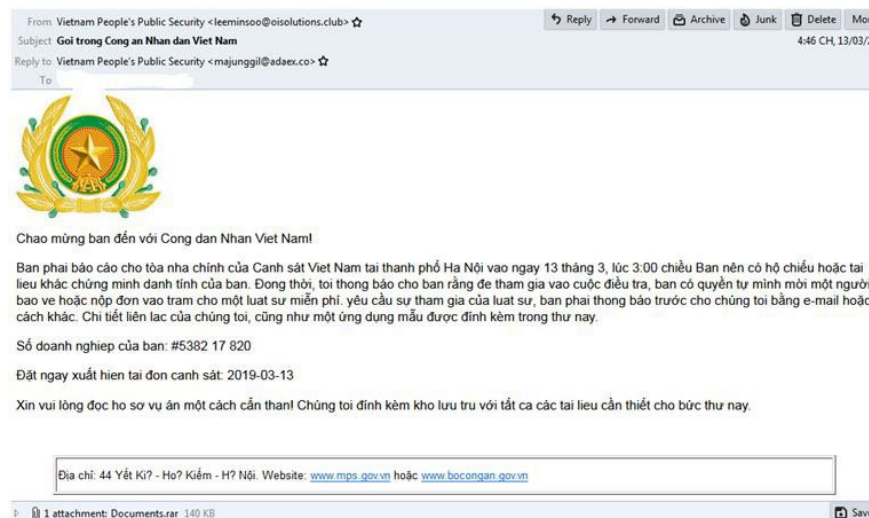 From Vietnam People's Public Security <leeminsoo@oisolutions.club>
Reply Forward Archive Junk Delete Mor
Subject Goi trong Cong an Nhan dan Viet Nam
4:46 CH, 13/03/2
Reply to Vietnam People's Public Security <majunggil@adaex.co>
To
Chao mừng ban đến với Cong dan Nhan Viet Nam!
Ban phai báo cáo cho tòa nha chính của Canh sát Viet Nam tai thanh phố Ha Nội vao ngay 13 tháng 3, lúc 3:00 chiều Ban nên có hộ chiếu hoặc tai
lieu khác chứng minh danh tính của ban. Đong thời, toi thong báo cho ban rằng đe tham gia vao cuộc điều tra, ban có quyền tự mình mời một người
bao ve hoặc nộp đơn vao tram cho một luat sư miễn phí. yêu cầu sự tham gia của luat sư, ban phai thong báo trước cho chúng toi bằng e-mail hoặc
cách khác. Chi tiết liên lac của chúng toi, cũng như một ứng dụng mẫu được đính kèm trong thư nay.
Số doanh nghiep của ban: #5382 17 820
Đặt ngay xuất hien tai đon canh sát: 2019-03-13
Xin vui lòng đọc ho sơ vụ án một cách cẩn than! Chúng toi đính kèm kho lưu tru với tất ca các tai lieu cần thiết cho bức thư nay.
Địa chỉ: 44 Yết Ki? - Ho? Kiếm - H? Nội. Website: www.mps.gov.vn hoặc www.bocongan.gov.vn
1 attachment: Documents.rar 140 KB
Save